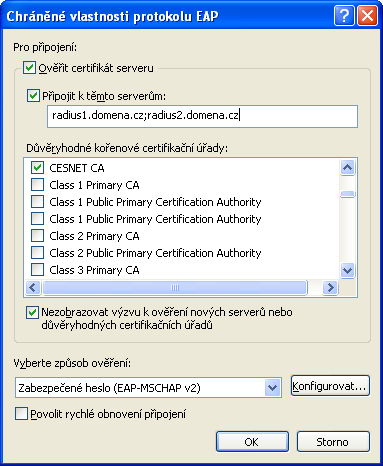 Chráněné vlastnosti protokolu EAP
Pro připojení:
Ověřit certifikát serveru
Připojit k těmto serverům:
radius1.domena.cz;radius2.domena.cz
Důvěryhodné kořenové certifikační úřady:
CESNET CA
Class 1 Primary CA
Class 1 Public Primary Certification Authority
Class 1 Public Primary Certification Authority
Class 2 Primary CA
Class 2 Public Primary Certification Authority
Class 3 Primary CA
Nezobrazovat výzvu k ověření nových serverů nebo
důvěryhodných certifikačních úřadů
Vyberte způsob ověření:
Zabezpečené heslo (EAP-MSCHAP v2)
Konfigurovat...
Povolit rychlé obnovení připojení
OK
Storno